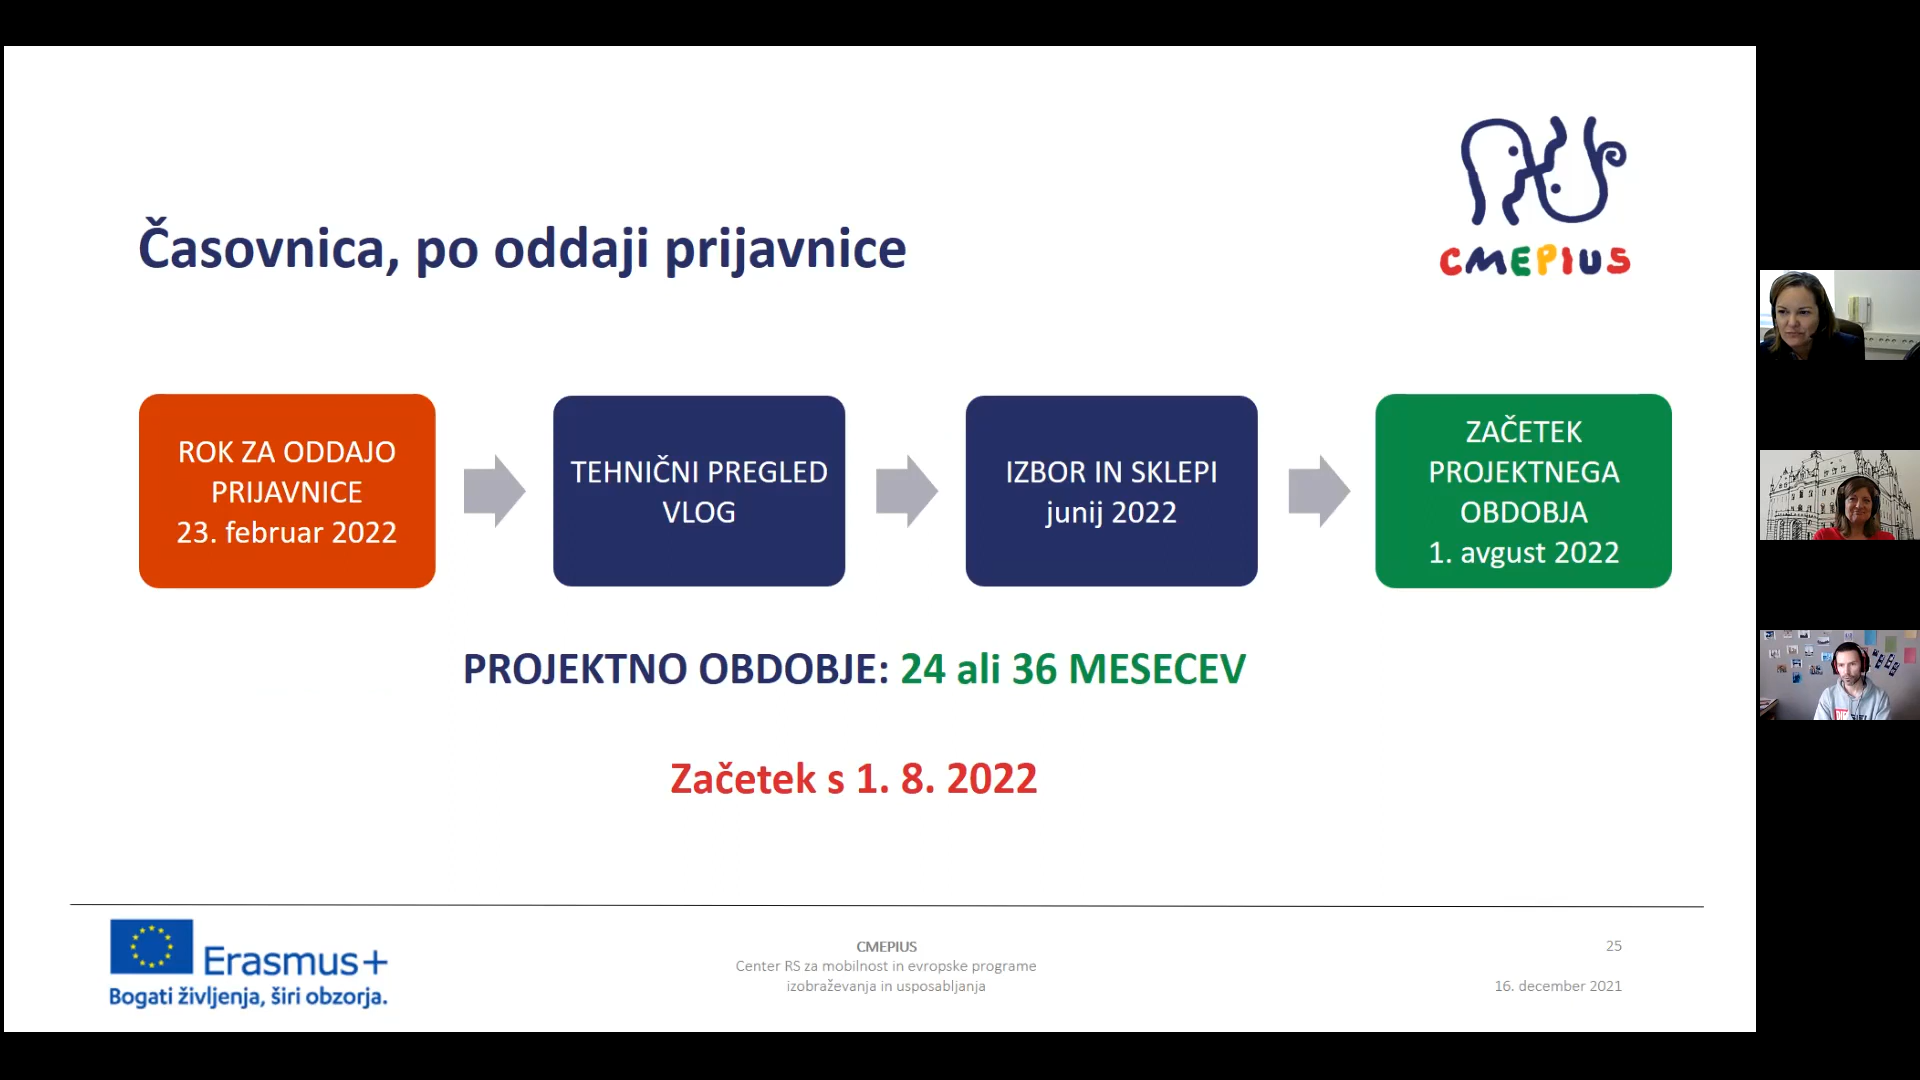 CMEPIUS
Časovnica, po oddaji prijavnice
ROK ZA ODDAJO
PRIJAVNICE
23. februar 2022
TEHNIČNI PREGLED
VLOG
IZBOR IN SKLEPI
junij 2022
ZAČETEK
PROJEKTNEGA
OBDOBJA
1. avgust 2022
PROJEKTNO OBDOBJE: 24 ali 36 MESECEV
Začetek s 1. 8. 2022
Erasmus+
Bogati življenja, širi obzorja.
CMEPIUS
Center RS za mobilnost in evropske programe
izobraževanja in usposabljanja
25
16. december 2021